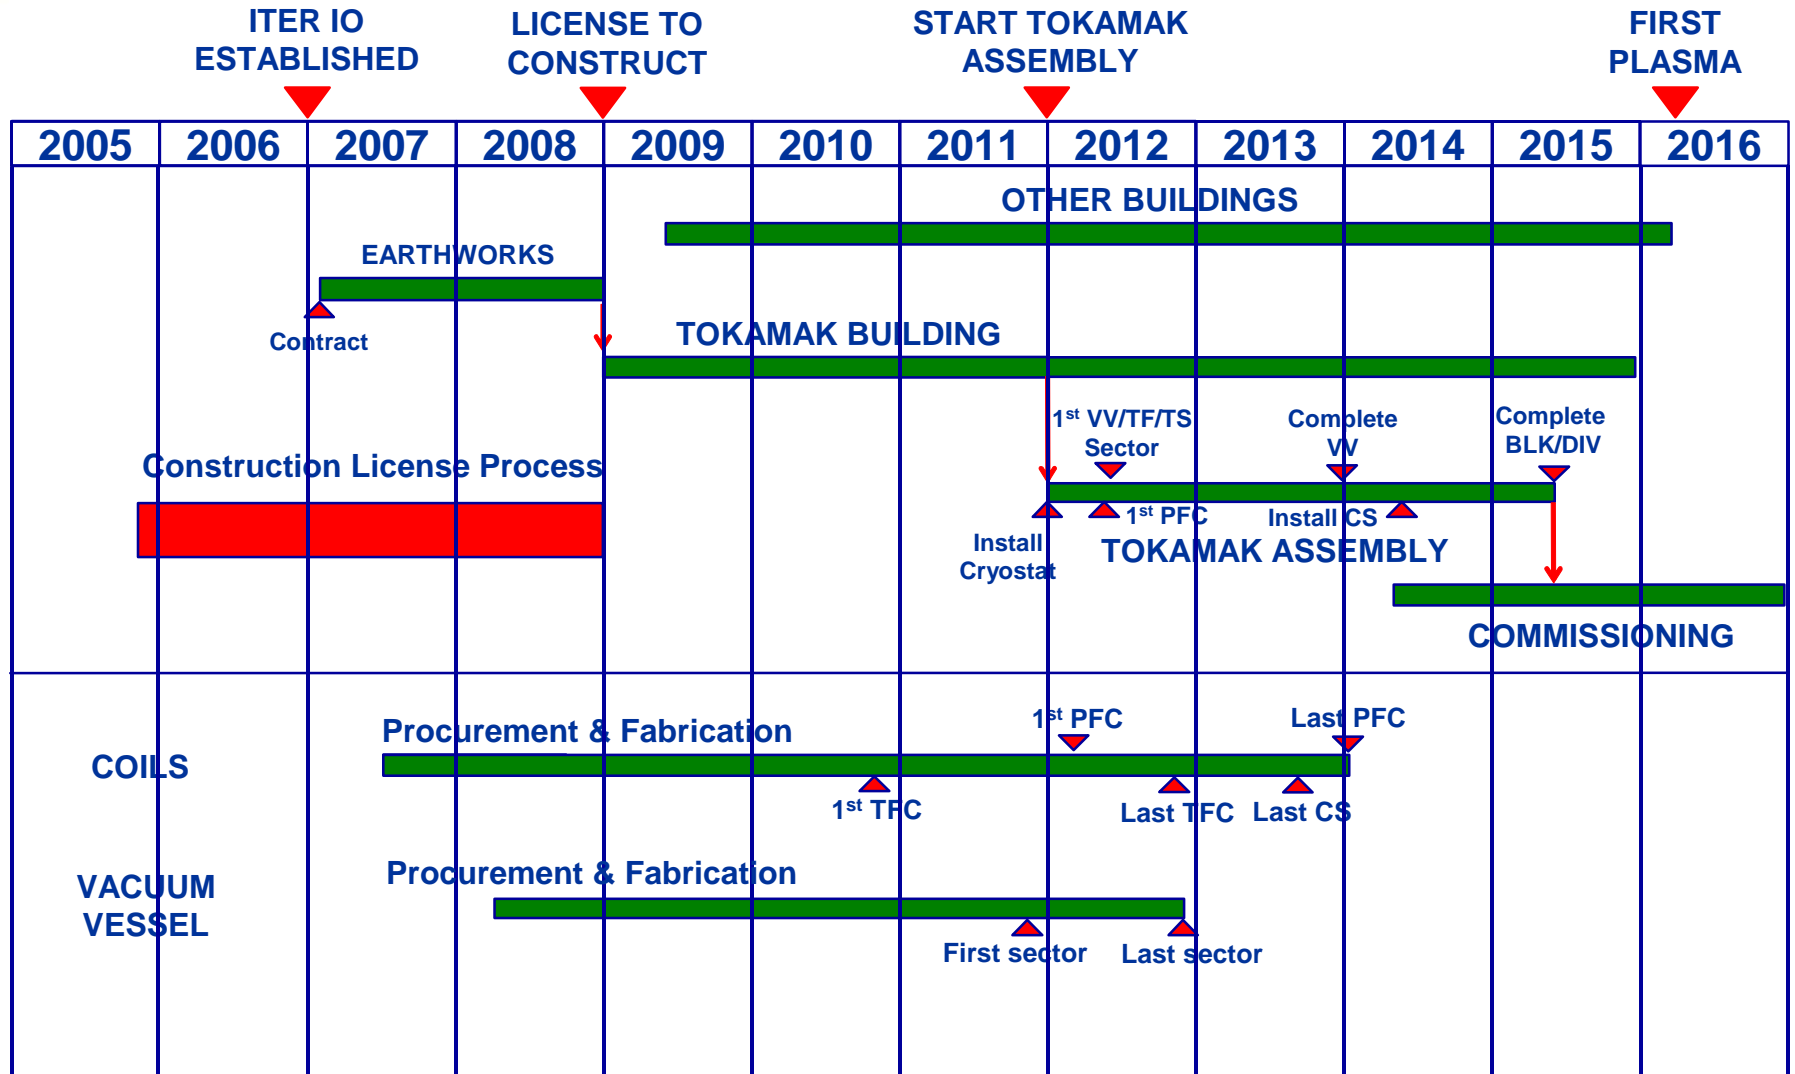 ITER IO
ESTABLISHED
LICENSE TO
CONSTRUCT
START TOKAMAK
ASSEMBLY
FIRST
PLASMA
2005 2006 2007 2008 2009 2010 2011 2012 2013 2014 2015 2016
OTHER BUILDINGS
EARTHWORKS
Contract
TOKAMAK BUILDING
1st VV/TF/TS
Sector
Complete
VV
Complete
BLK/DIV
Construction License Process
1st PFC
Install CS
Install
Cryostat
TOKAMAK ASSEMBLY
COMMISSIONING
COILS
Procurement & Fabrication
1st PFC
Last PFC
1st TFC
Last TFC
Last CS
VACUUM
VESSEL
Procurement & Fabrication
First sector
Last sector